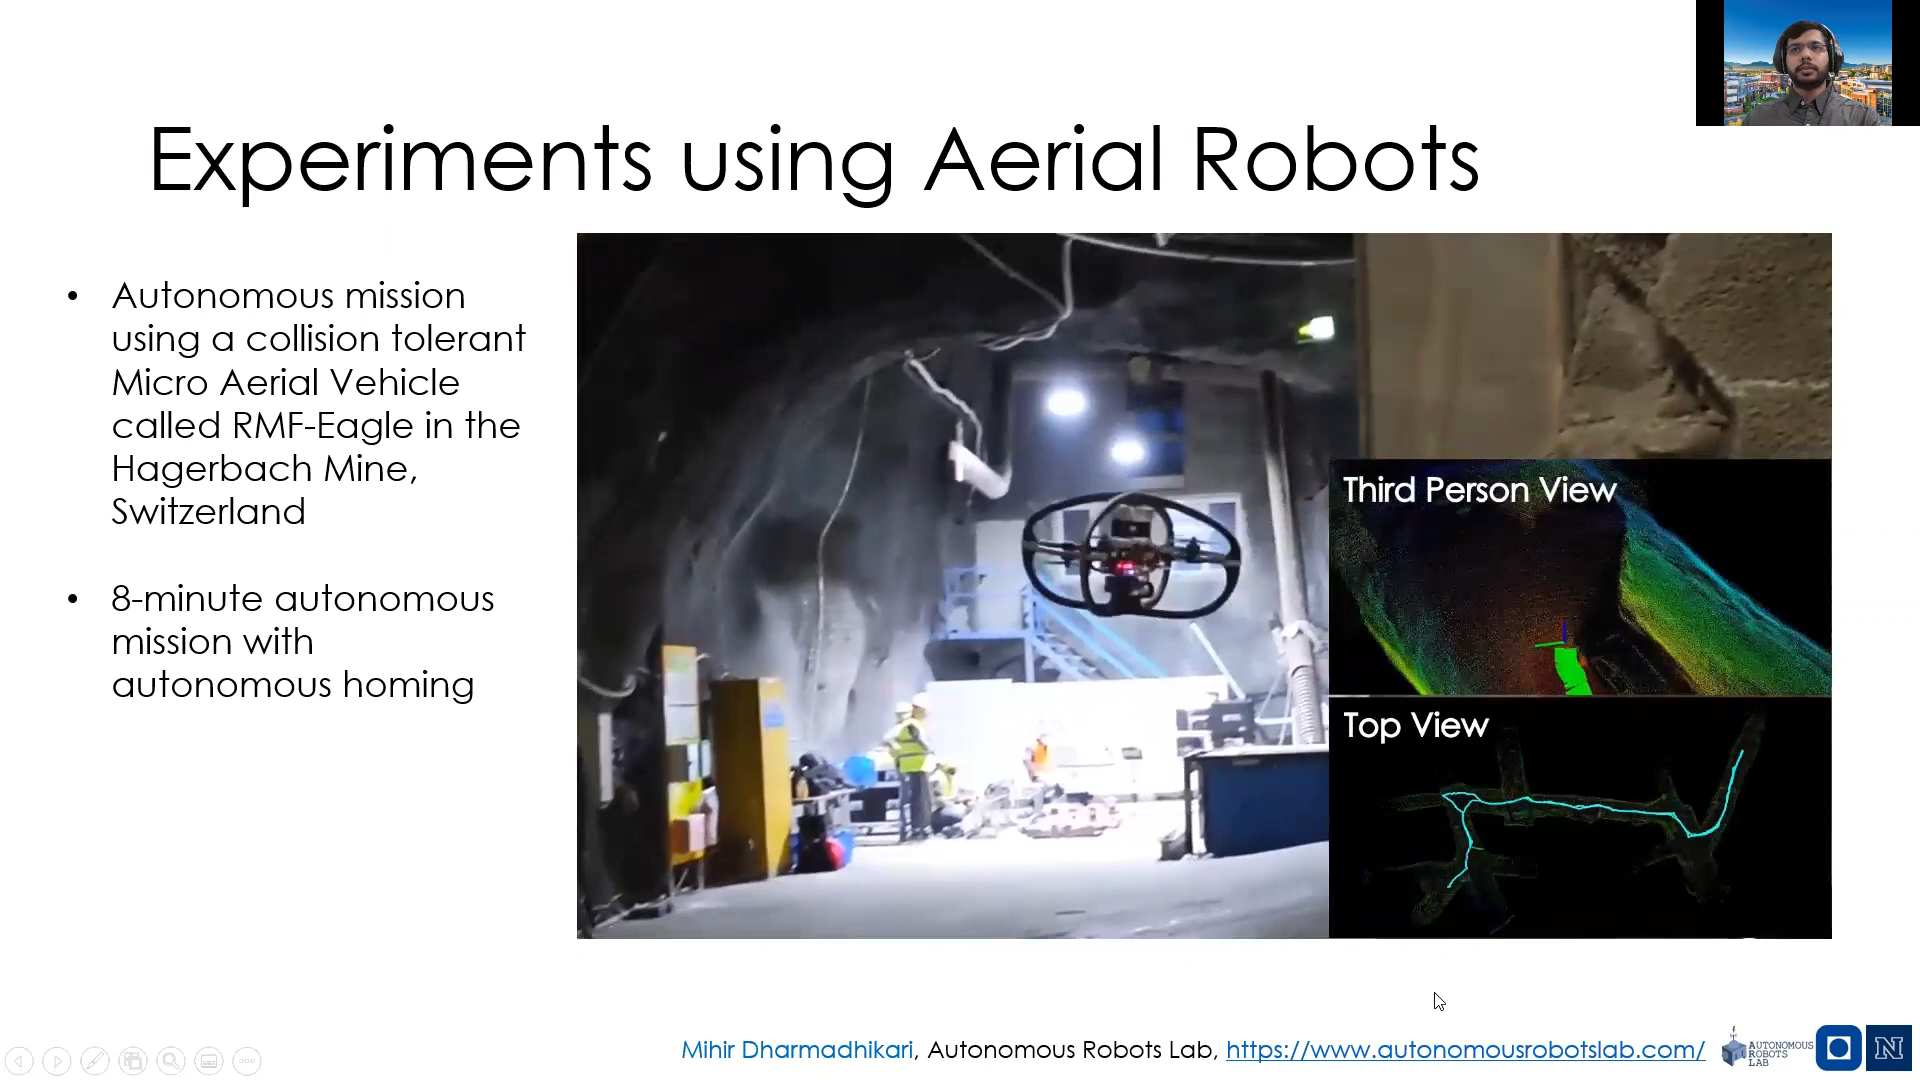 Experiments using Aerial Robots
• Autonomous mission
using a collision tolerant
Micro Aerial Vehicle
called RMF-Eagle in the
Hagerbach Mine,
Switzerland
• 8-minute autonomous
mission with
autonomous homing
Third Person View
Top View
Mihir Dharmadhikari, Autonomous Robots Lab, https://www.autonomousrobotslab.com/
AUTONOMOUS
ROBOTS
LAB
N